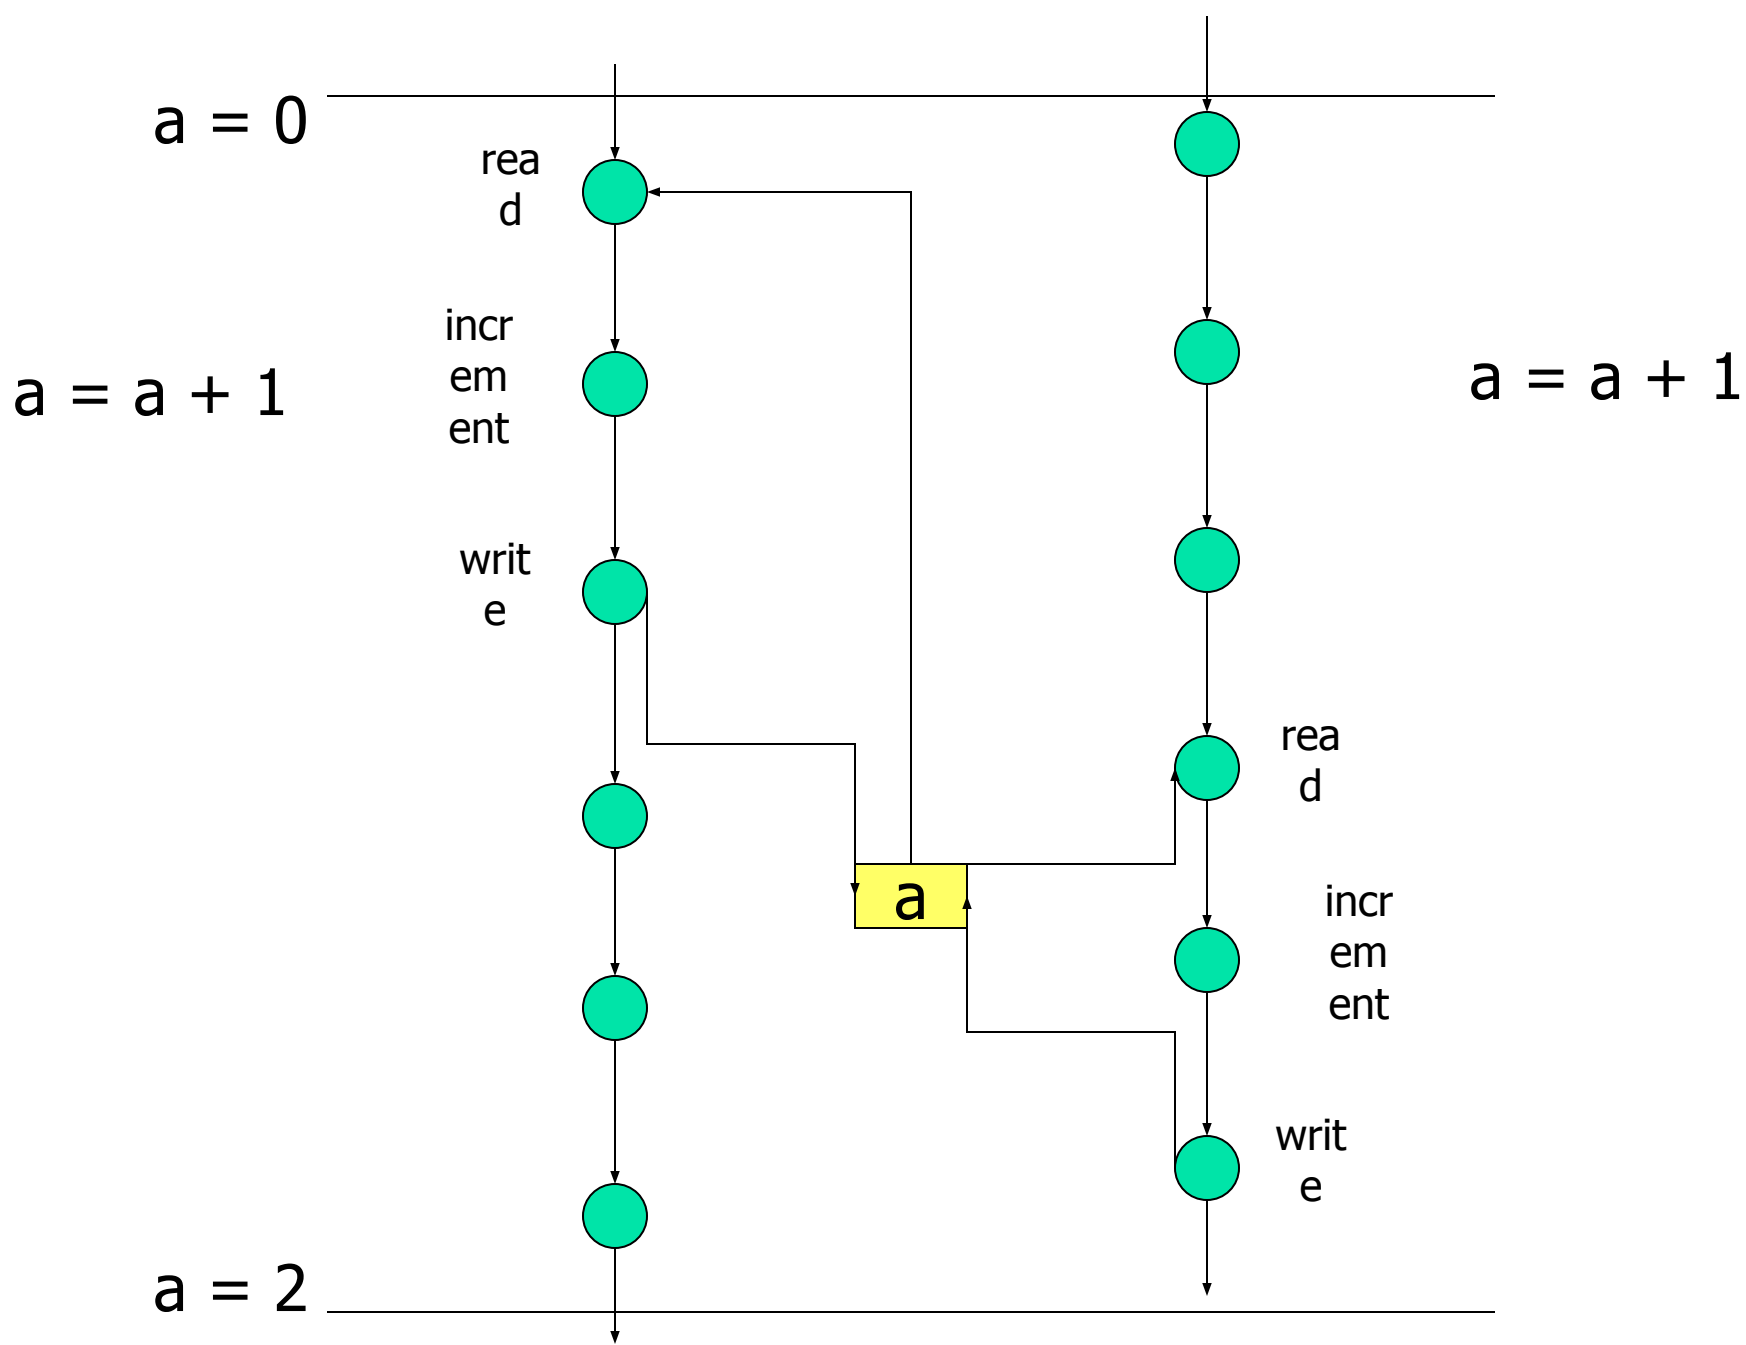 a = 0
rea
d
incr
em
ent
a = a + 1
a = a + 1
writ
e
rea
d
a
incr
em
ent
writ
e
a = 2